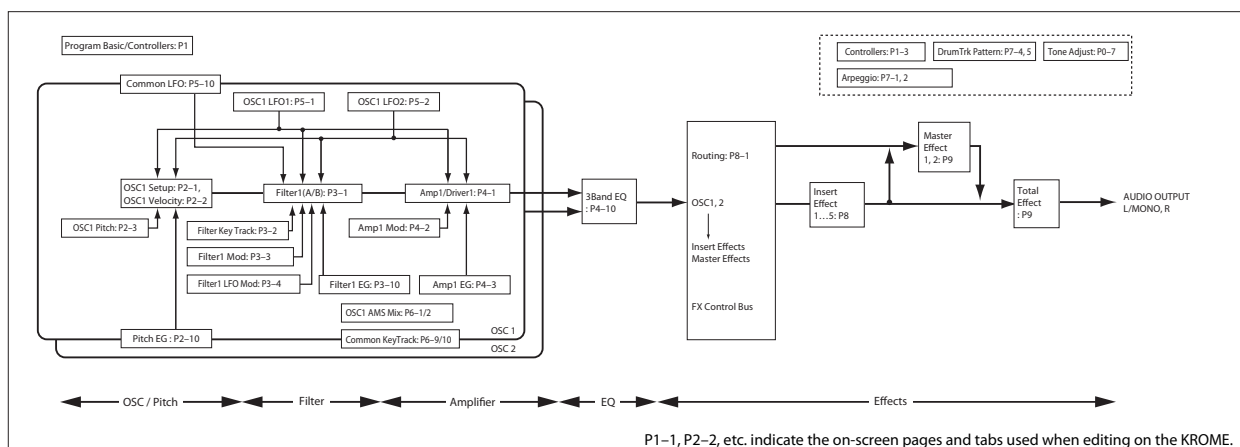 Program Basic/Controllers: P1
Controllers: P1–3
DrumTrk Pattern: P7–4, 5
Tone Adjust: P0–7
Arpeggio: P7–1, 2
Common LFO: P5–10
OSC1 LFO1: P5–1
OSC1 LFO2: P5–2
OSC1 Setup: P2–1,
OSC1 Velocity: P2–2
Filter1(A/B): P3–1
Amp1/Driver1: P4–1
OSC1 Pitch: P2–3
Filter Key Track: P3–2
Filter1 Mod: P3–3
Filter1 LFO Mod: P3–4
Filter1 EG: P3–10
Amp1 Mod: P4–2
Amp1 EG: P4–3
OSC1 AMS Mix: P6–1/2
Pitch EG : P2–10
Common KeyTrack: P6–9/10
OSC 1
OSC 2
3Band EQ
: P4–10
Routing: P8–1
OSC1, 2
Insert Effects
Master Effects
FX Control Bus
Insert
Effect
1…5: P8
Master
Effect
1, 2: P9
Total
Effect
: P9
AUDIO OUTPUT
L/MONO, R
OSC / Pitch
Filter
Amplifier
EQ
Effects
P1–1, P2–2, etc. indicate the on-screen pages and tabs used when editing on the KROME.